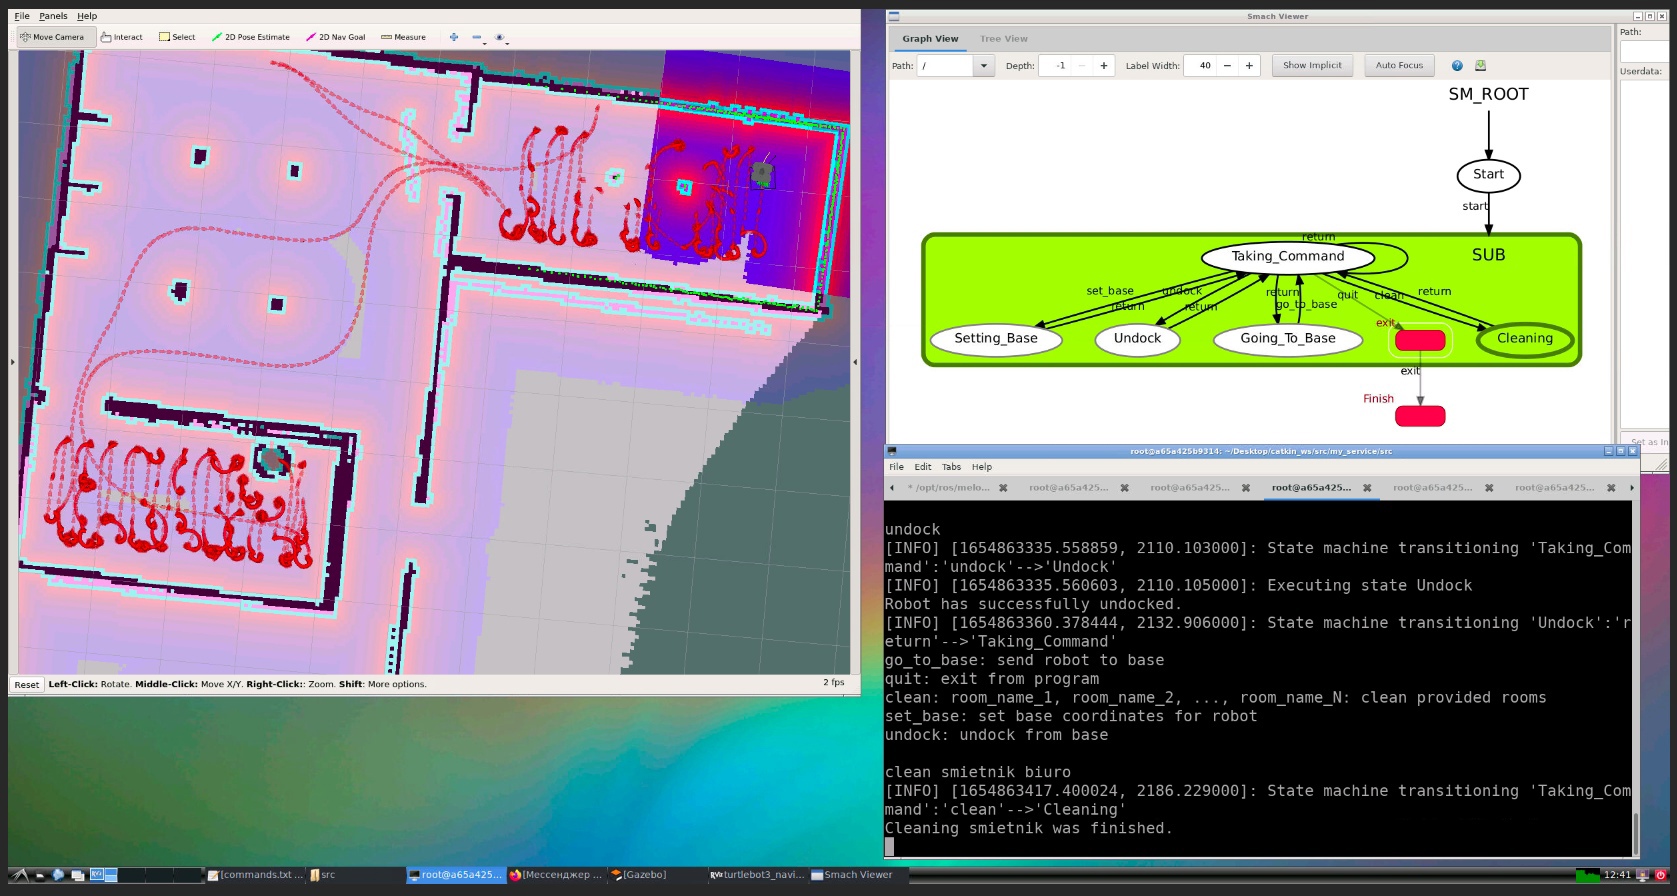 File Panels Help
Move Camera Interact Select 2D Pose Estimate 2D Nav Goal Measure
Reset Left-Click: Rotate. Middle-Click: Move X/Y. Right-Click:: Zoom. Shift: More options. 2 fps
Smach Viewer
Graph View Tree View
Path: / Depth: -1 Label Width: 40 Show Implicit Auto Focus
Path:
Userdata:
Set as In
SM_ROOT
Start
start
return
Taking_Command
SUB
set_base undock return quit clean return
return return go_to_base
exit
Setting_Base Undock Going_To_Base Cleaning
exit
Finish
root@a65a425b9314: ~/Desktop/catkin_ws/src/my_service/src
File Edit Tabs Help
* /opt/ros/melo... root@a65a425... root@a65a425... root@a65a425... root@a65a425... root@a65a425...
undock
[INFO] [1654863335.558859, 2110.103000]: State machine transitioning 'Taking_Com
mand':'undock'-->'Undock'
[INFO] [1654863335.560603, 2110.105000]: Executing state Undock
Robot has successfully undocked.
[INFO] [1654863360.378444, 2132.906000]: State machine transitioning 'Undock':'r
eturn'-->'Taking_Command'
go_to_base: send robot to base
quit: exit from program
clean: room_name_1, room_name_2, ..., room_name_N: clean provided rooms
set_base: set base coordinates for robot
undock: undock from base
clean smietnik biuro
[INFO] [1654863417.400024, 2186.229000]: State machine transitioning 'Taking_Com
mand':'clean'-->'Cleaning'
Cleaning smietnik was finished.
[commands.txt ... src root@a65a425... [Мессенджер ... [Gazebo] RViz turtlebot3_navi... Smach Viewer 12:41